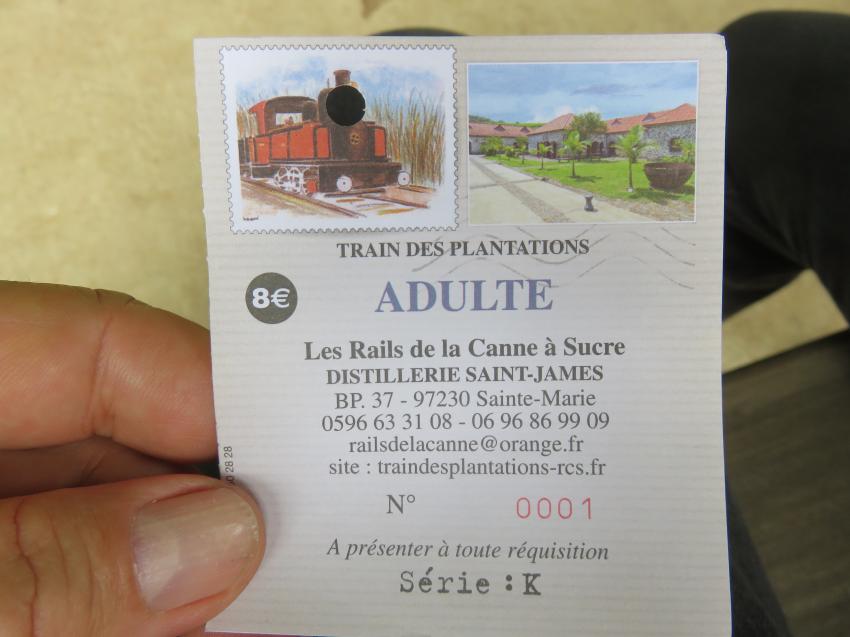 TRAIN DES PLANTATIONS
8€
ADULTE
Les Rails de la Canne à Sucre
DISTILLERIE SAINT-JAMES
BP. 37 - 97230 Sainte-Marie
0596 63 31 08 - 06 96 86 99 09
railsdelacanne@orange.fr
site : traindesplantations-rcs.fr
N° 0001
A présenter à toute réquisition
Série : K